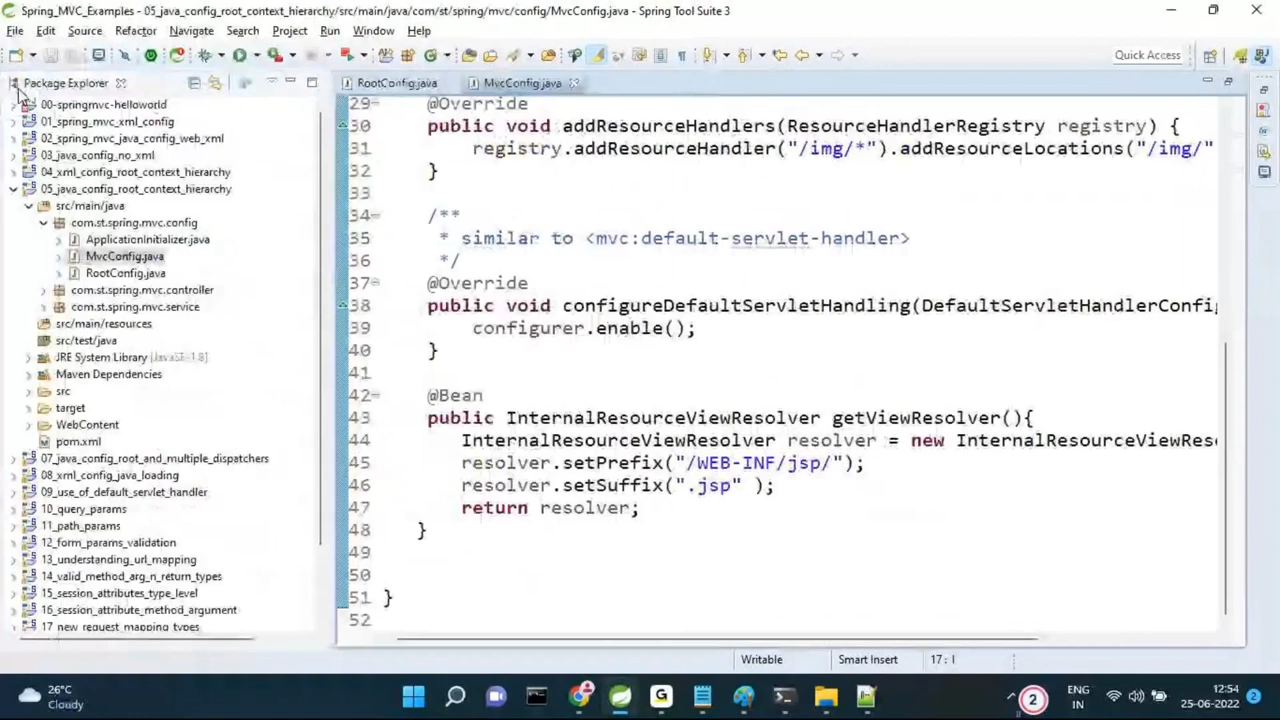 Spring_MVC_Examples - 05_java_config_root_context_hierarchy/src/main/java/com/st/spring/mvc/config/MvcConfig.java - Spring Tool Suite 3
File Edit Source Refactor Navigate Search Project Run Window Help
Quick Access
Package Explorer
00-springmvc-helloworld
01_spring_mvc_xml_config
02_spring_mvc_java_config_web_xml
03_java_config_no_xml
04_xml_config_root_context_hierarchy
05_java_config_root_context_hierarchy
src/main/java
com.st.spring.mvc.config
ApplicationInitializer.java
MvcConfig.java
RootConfig.java
com.st.spring.mvc.controller
com.st.spring.mvc.service
src/main/resources
src/test/java
JRE System Library [JavaSE-1.8]
Maven Dependencies
src
target
WebContent
pom.xml
07_java_config_root_and_multiple_dispatchers
08_xml_config_java_loading
09_use_of_default_servlet_handler
10_query_params
11_path_params
12_form_params_validation
13_understanding_url_mapping
14_valid_method_arg_n_return_types
15_session_attributes_type_level
16_session_attribute_method_argument
17_new_request_mapping_types
RootConfig.java MvcConfig.java
29 @Override
30 public void addResourceHandlers(ResourceHandlerRegistry registry) {
31 registry.addResourceHandler("/img/*").addResourceLocations("/img/"
32 }
33
34 /**
35 * similar to <mvc:default-servlet-handler>
36 */
37 @Override
38 public void configureDefaultServletHandling(DefaultServletHandlerConfig
39 configurer.enable();
40 }
41
42 @Bean
43 public InternalResourceViewResolver getViewResolver(){
44 InternalResourceViewResolver resolver = new InternalResourceViewReso
45 resolver.setPrefix("/WEB-INF/jsp/");
46 resolver.setSuffix(".jsp" );
47 return resolver;
48 }
49
50
51 }
52
Writable Smart Insert 17 : 1
26°C
Cloudy
2
ENG
IN
12:54
25-06-2022
2